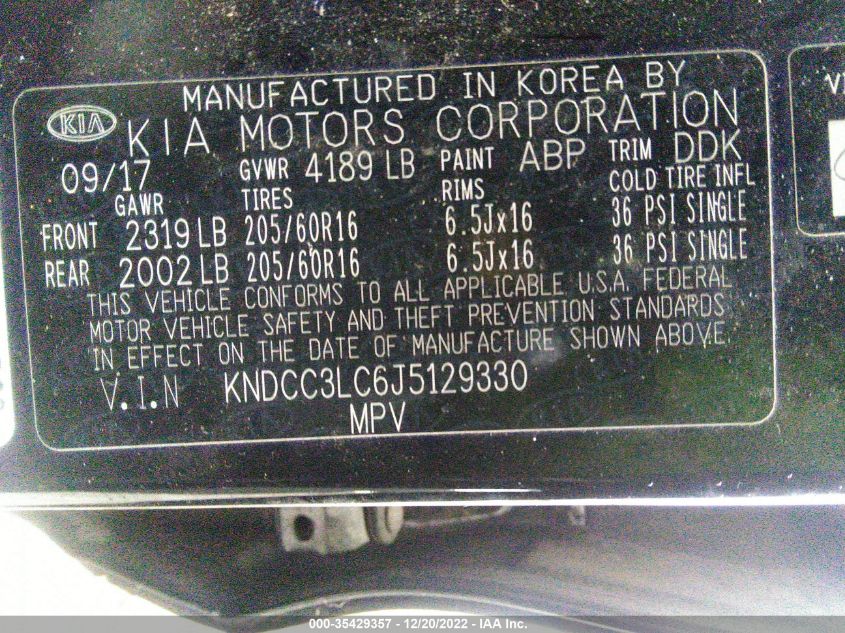 MANUFACTURED IN KOREA BY
KIA KIA MOTORS CORPORATION
09/17 GVWR 4189 LB PAINT ABP TRIM DDK
GAWR TIRES RIMS COLD TIRE INFL
FRONT 2319 LB 205/60R16 6.5Jx16 36 PSI SINGLE
REAR 2002 LB 205/60R16 6.5Jx16 36 PSI SINGLE
THIS VEHICLE CONFORMS TO ALL APPLICABLE U.S.A. FEDERAL
MOTOR VEHICLE SAFETY AND THEFT PREVENTION STANDARDS
IN EFFECT ON THE DATE OF MANUFACTURE SHOWN ABOVE.
V.I.N KNDCC3LC6J5129330
MPV
000-35429357 - 12/20/2022 - IAA Inc.